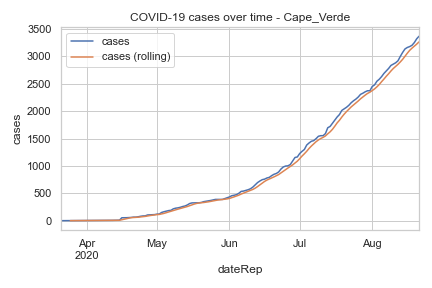 COVID-19 cases over time - Cape_Verde
cases
cases (rolling)
3500
3000
2500
2000
1500
1000
500
0
cases
Apr
2020
May
Jun
Jul
Aug
dateRep